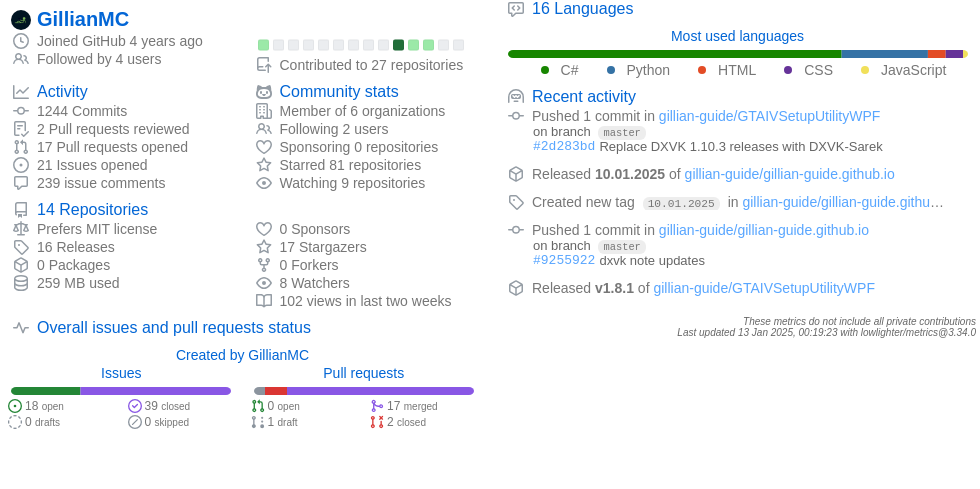 GillianMC
Joined GitHub 4 years ago
Followed by 4 users
Contributed to 27 repositories
Activity
1244 Commits
2 Pull requests reviewed
17 Pull requests opened
21 Issues opened
239 issue comments
Community stats
Member of 6 organizations
Following 2 users
Sponsoring 0 repositories
Starred 81 repositories
Watching 9 repositories
14 Repositories
Prefers MIT license
16 Releases
0 Packages
259 MB used
0 Sponsors
17 Stargazers
0 Forkers
8 Watchers
102 views in last two weeks
Overall issues and pull requests status
Created by GillianMC
Issues
18 open
39 closed
0 drafts
0 skipped
Pull requests
0 open
17 merged
1 draft
2 closed
16 Languages
Most used languages
C# Python HTML CSS JavaScript
Recent activity
Pushed 1 commit in gillian-guide/GTAIVSetupUtilityWPF
on branch master
#2d283bd Replace DXVK 1.10.3 releases with DXVK-Sarek
Released 10.01.2025 of gillian-guide/gillian-guide.github.io
Created new tag 10.01.2025 in gillian-guide/gillian-guide.githu…
Pushed 1 commit in gillian-guide/gillian-guide.github.io
on branch master
#9255922 dxvk note updates
Released v1.8.1 of gillian-guide/GTAIVSetupUtilityWPF
These metrics do not include all private contributions
Last updated 13 Jan 2025, 00:19:23 with lowlighter/metrics@3.34.0